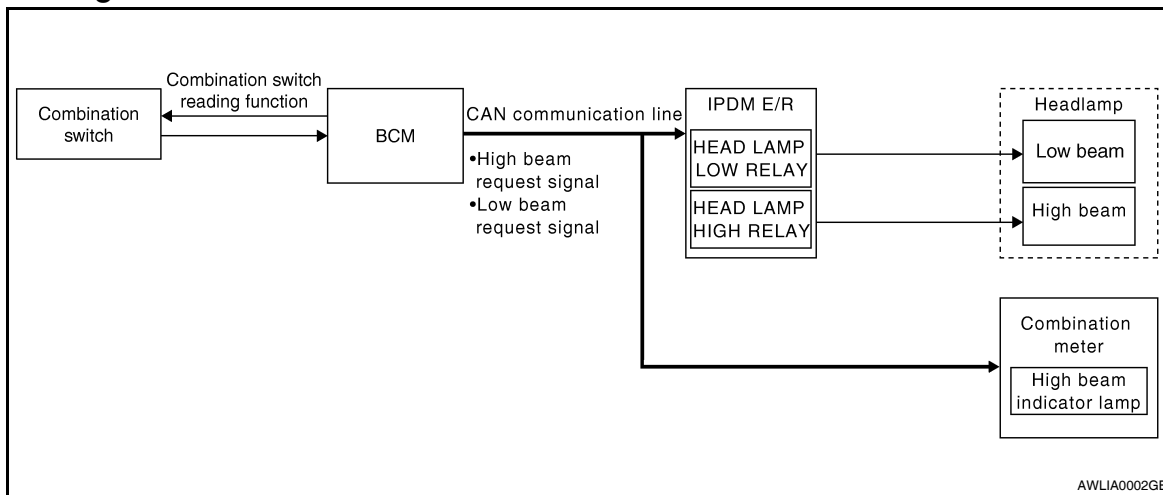 Combination
switch
Combination switch
reading function
BCM
CAN communication line
•High beam
request signal
•Low beam
request signal
IPDM E/R
HEAD LAMP
LOW RELAY
HEAD LAMP
HIGH RELAY
Headlamp
Low beam
High beam
Combination
meter
High beam
indicator lamp